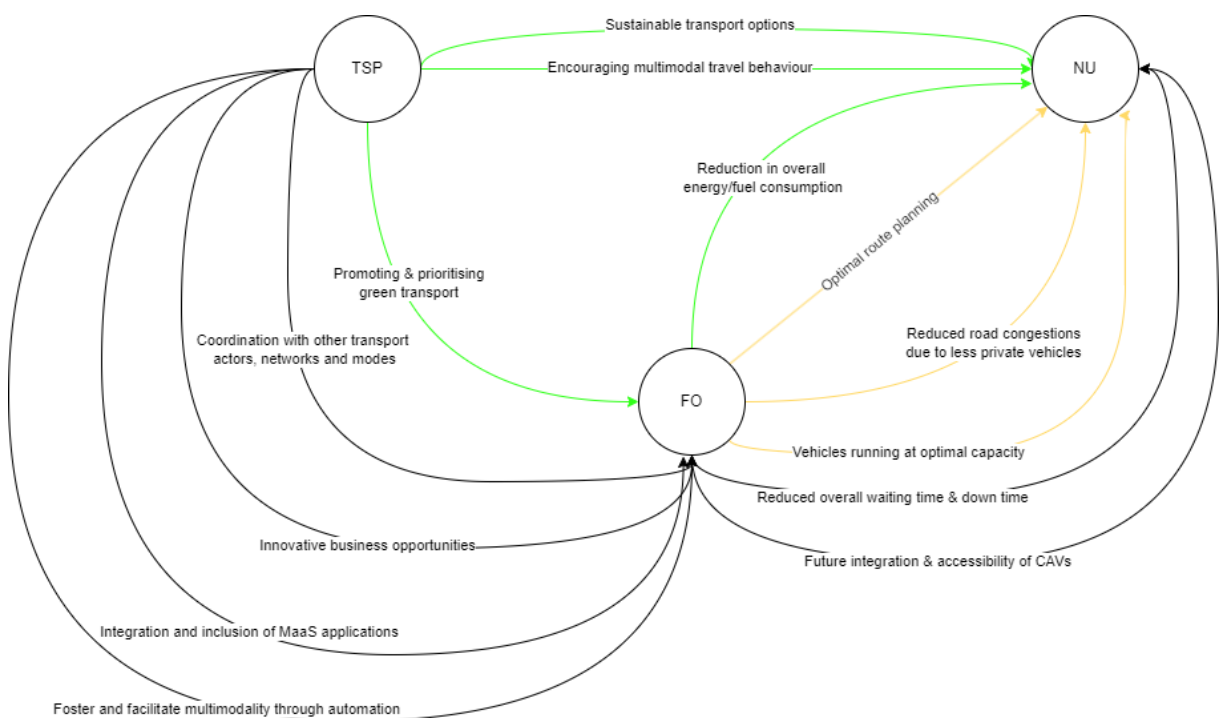 Sustainable transport options
TSP
Encouraging multimodal travel behaviour
NU
Reduction in overall
energy/fuel consumption
Optimal route planning
Promoting & prioritising
green transport
Coordination with other transport
actors, networks and modes
Reduced road congestions
due to less private vehicles
FO
Vehicles running at optimal capacity
Reduced overall waiting time & down time
Innovative business opportunities
Future integration & accessibility of CAVs
Integration and inclusion of MaaS applications
Foster and facilitate multimodality through automation